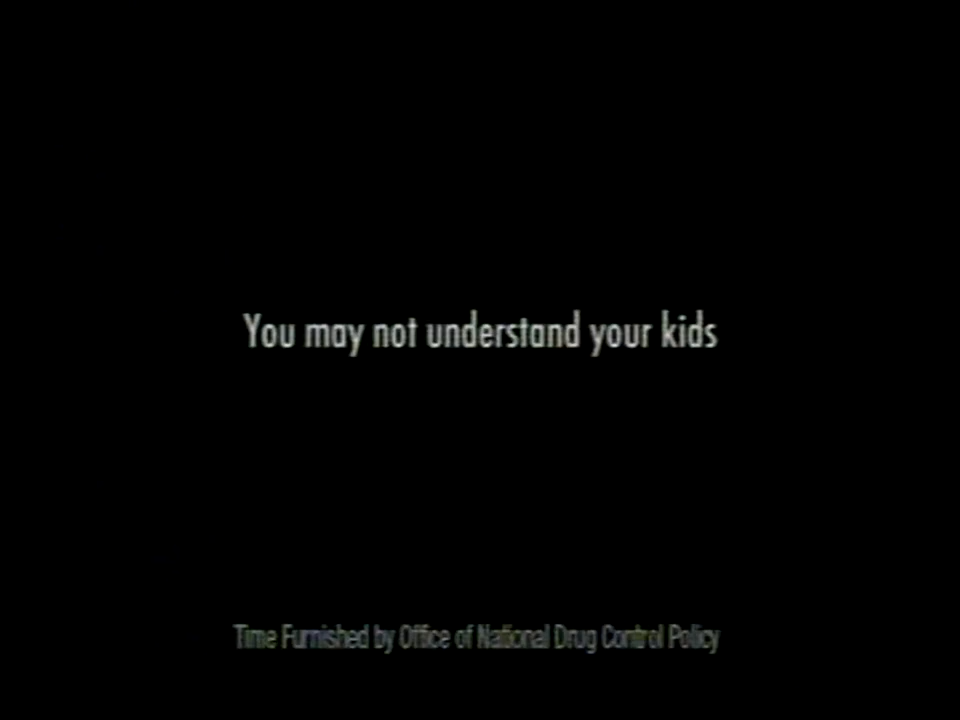 You may not understand your kids
Time Furnished by Office of National Drug Control Policy